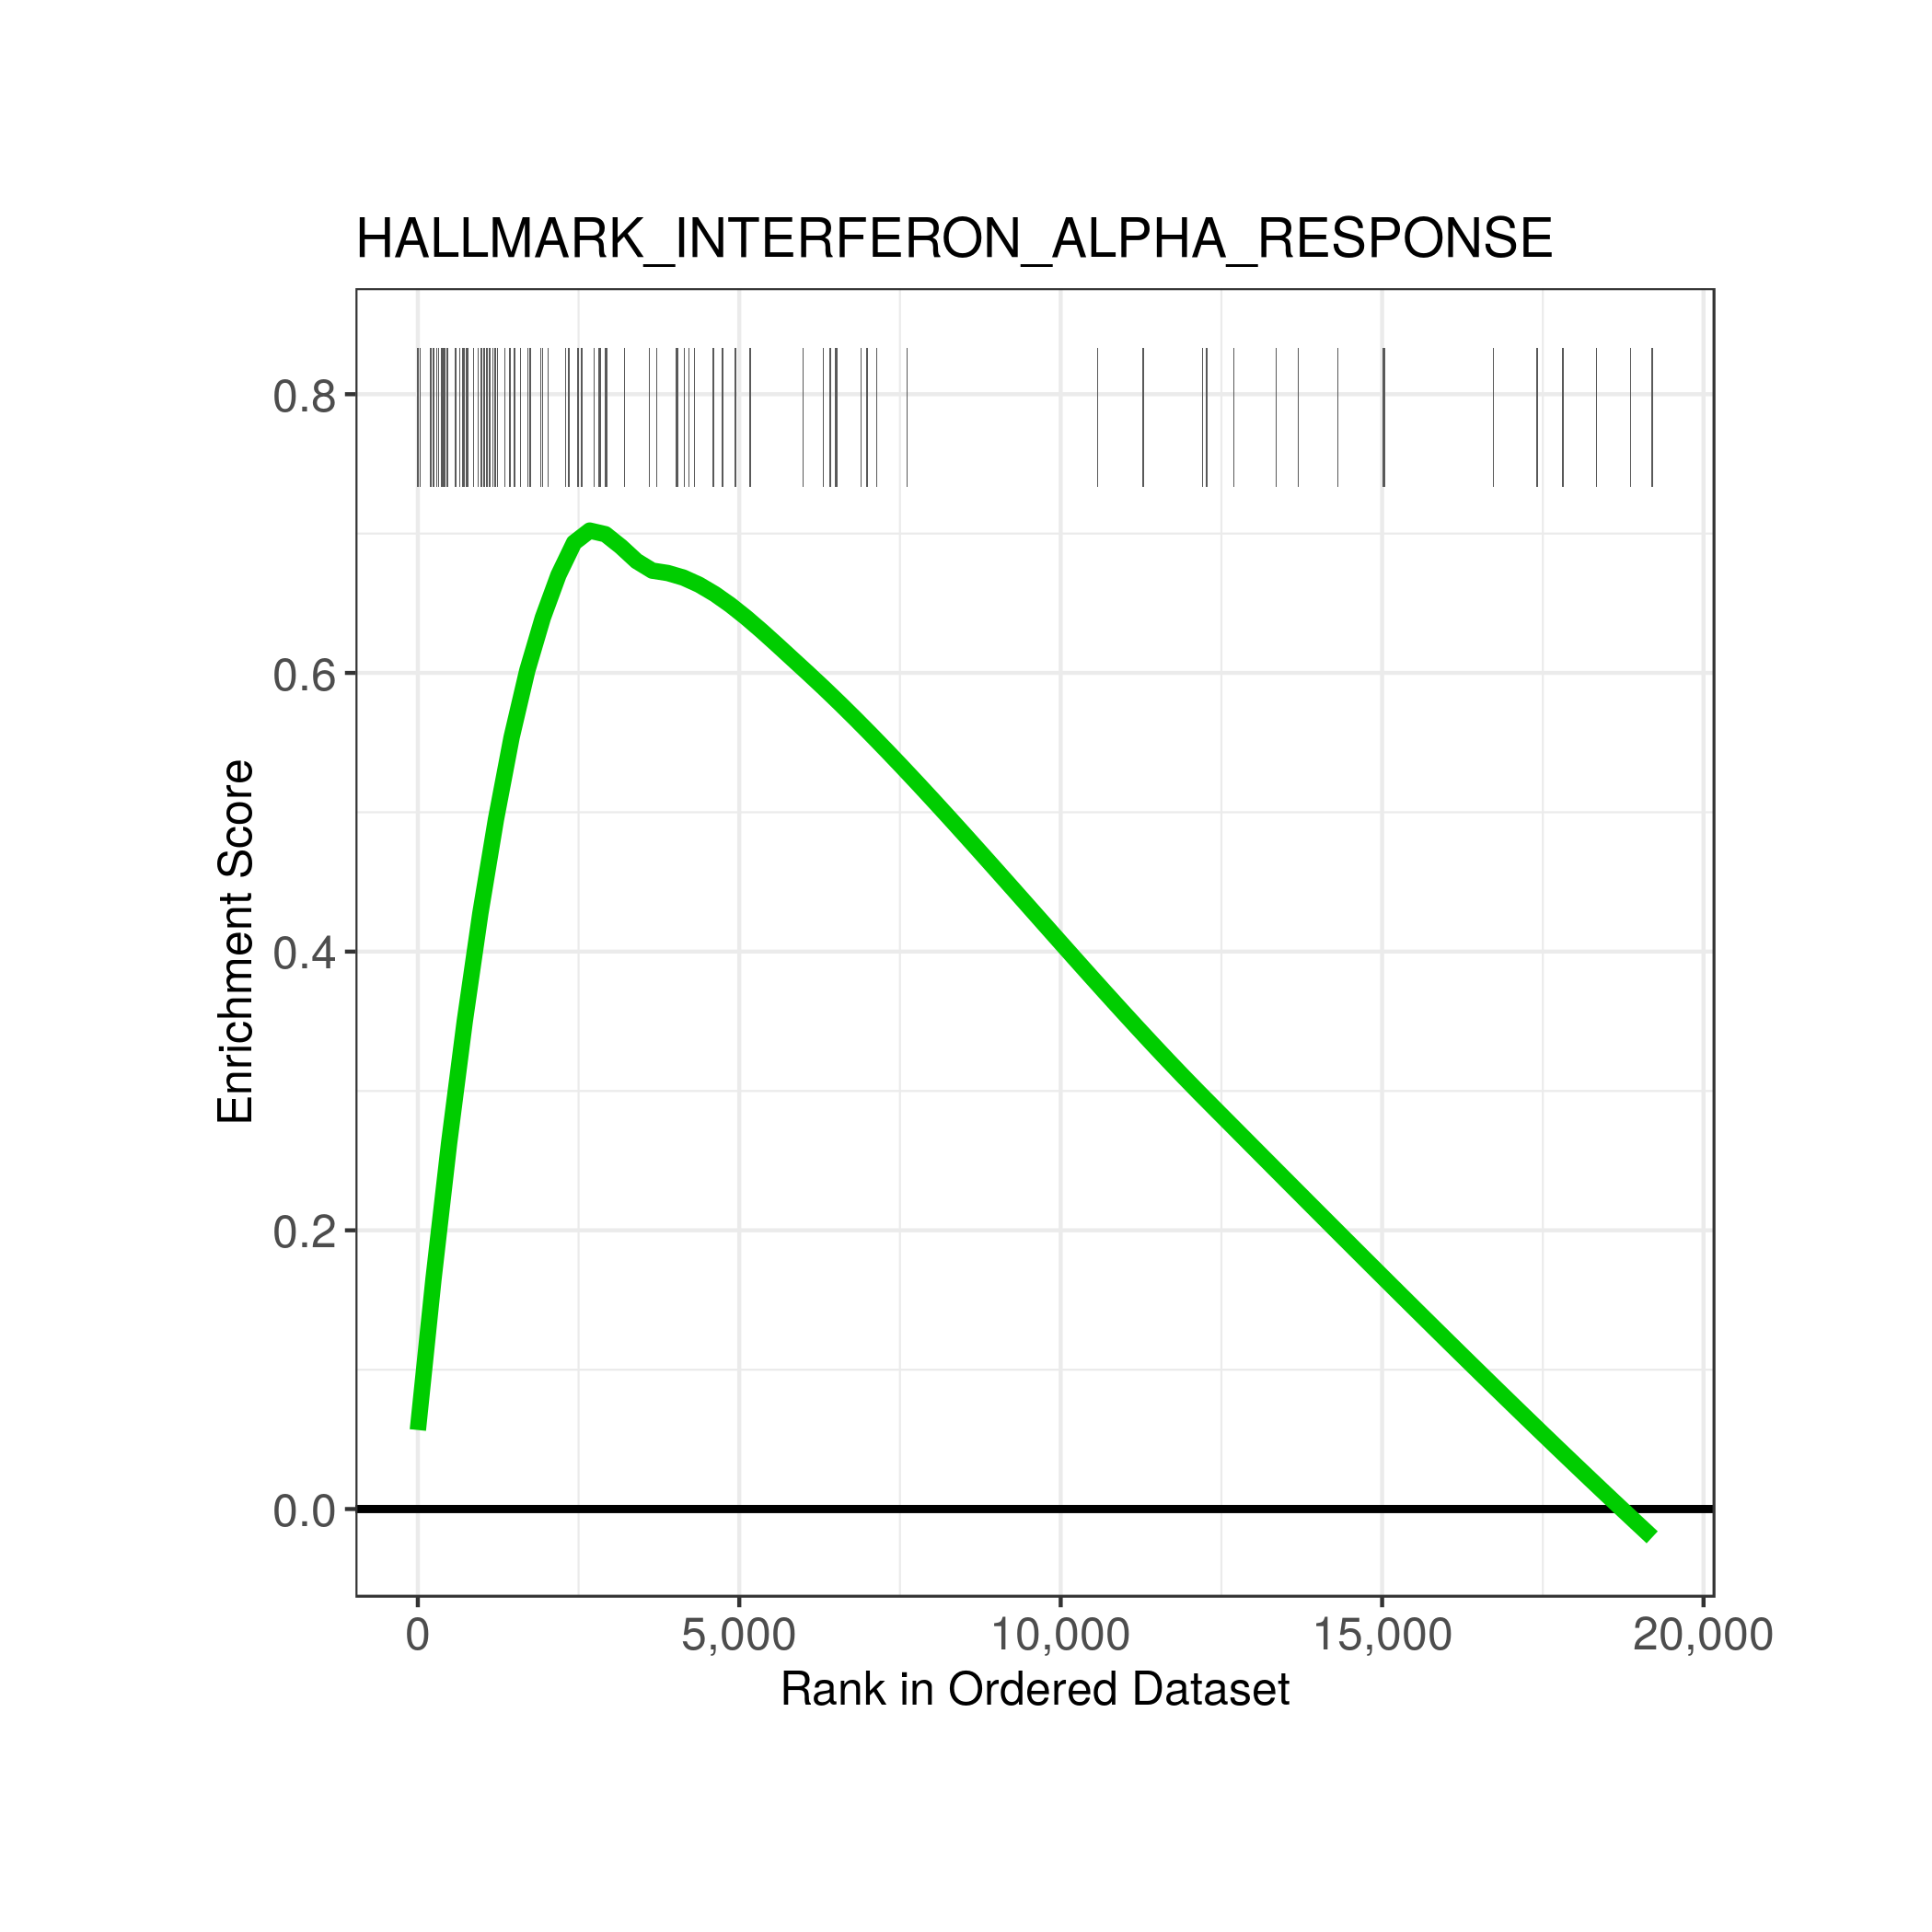 HALLMARK_INTERFERON_ALPHA_RESPONSE
0.8
0.6
0.4
0.2
0.0
Enrichment Score
0 5,000 10,000 15,000 20,000
Rank in Ordered Dataset